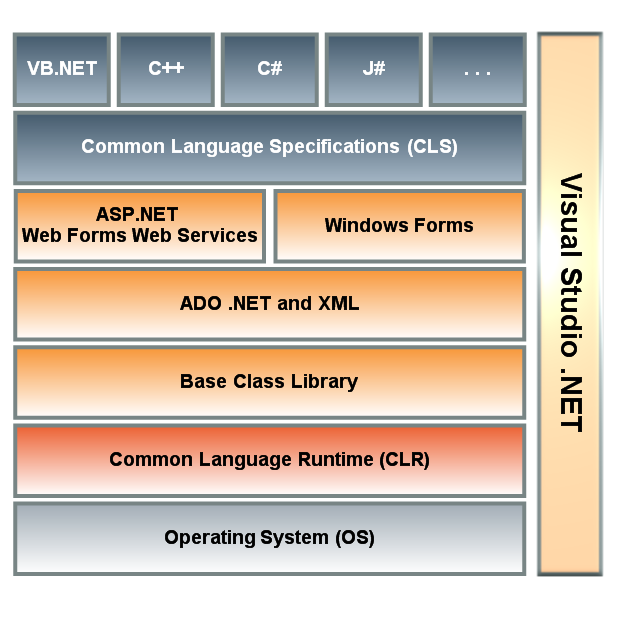 VB.NET
C++
C#
J#
. . .
Common Language Specifications (CLS)
ASP.NET
Web Forms Web Services
Windows Forms
ADO .NET and XML
Base Class Library
Common Language Runtime (CLR)
Operating System (OS)
Visual Studio .NET